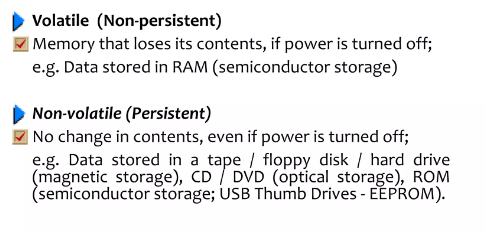 Volatile (Non-persistent)
Memory that loses its contents, if power is turned off;
e.g. Data stored in RAM (semiconductor storage)
Non-volatile (Persistent)
No change in contents, even if power is turned off;
e.g. Data stored in a tape / floppy disk / hard drive
(magnetic storage), CD / DVD (optical storage), ROM
(semiconductor storage; USB Thumb Drives - EEPROM).